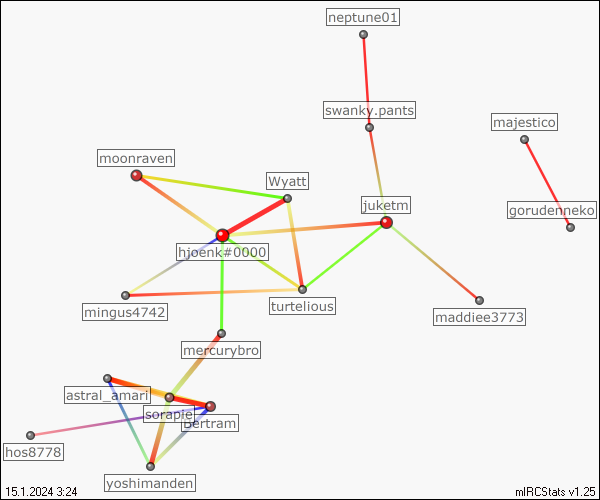 neptune01
swanky.pants
majestico
moonraven
Wyatt
juketm
gorudenneko
hjoenk#0000
mingus4742
turtelious
maddiee3773
mercurybro
astral_amari
sorapie
Bertram
hos8778
yoshimanden
15.1.2024 3:24
mIRCStats v1.25